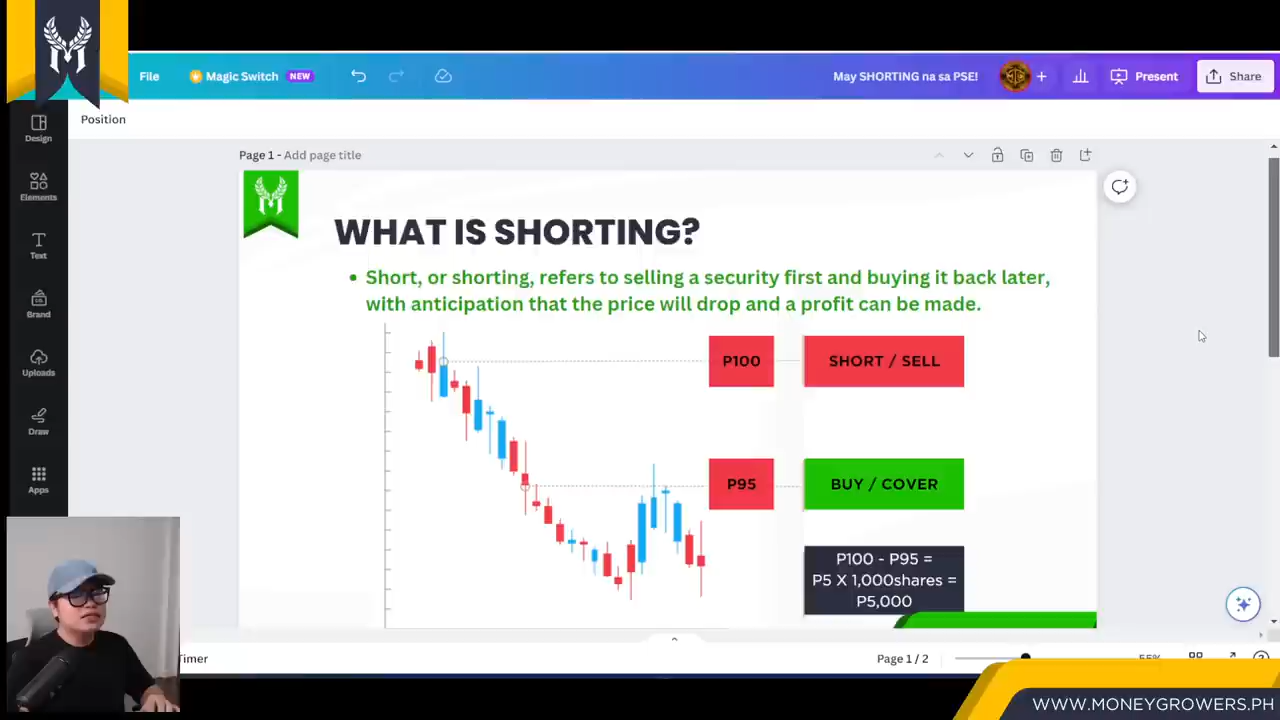 File
Magic Switch
NEW
May SHORTING na sa PSE!
Present
Share
Position
Design
Elements
Text
Brand
Uploads
Draw
Apps
Page 1 - Add page title
WHAT IS SHORTING?
• Short, or shorting, refers to selling a security first and buying it back later,
with anticipation that the price will drop and a profit can be made.
P100
SHORT / SELL
P95
BUY / COVER
P100 - P95 =
P5 X 1,000shares =
P5,000
Timer
Page 1 / 2
55%
WWW.MONEYGROWERS.PH